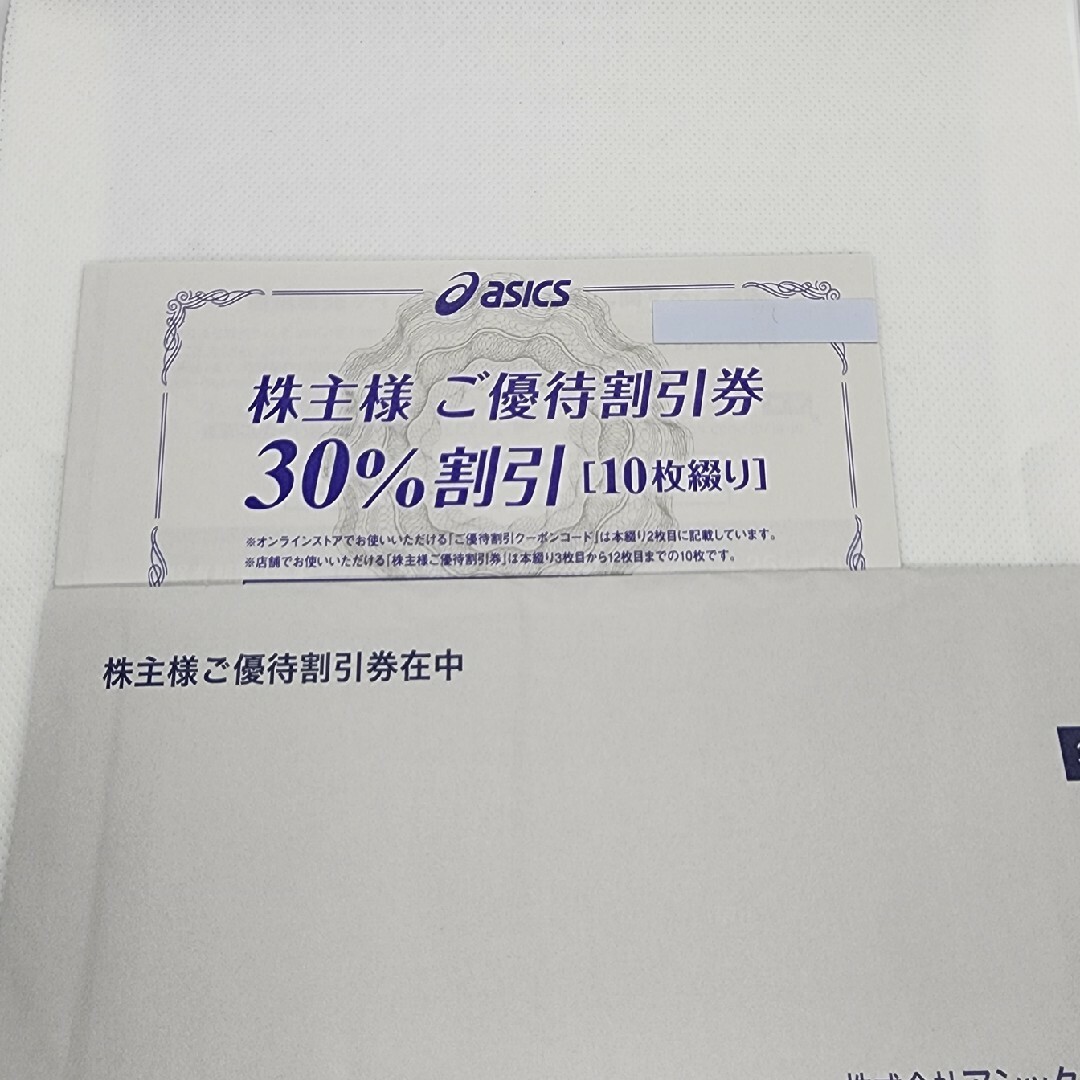 asics
株主様 ご優待割引券
30%割引 [10枚綴り]
※オンラインストアでお使いいただける「ご優待割引クーポンコード」は本綴り2枚目に記載しています。
※店舗でお使いいただける「株主様ご優待割引券」は本綴り3枚目から12枚目までの10枚です。
株主様ご優待割引券在中